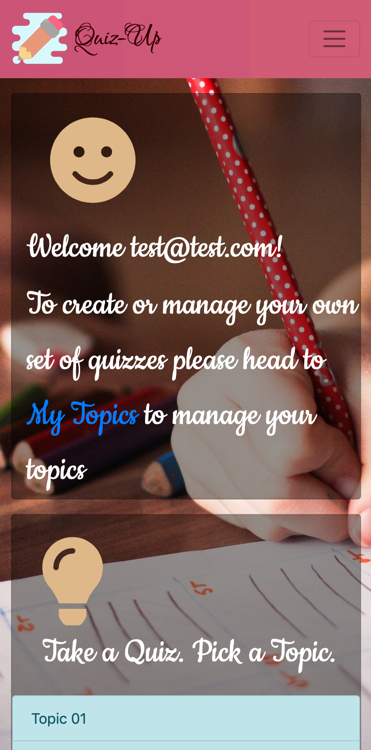 Quiz-Up
Welcome test@test.com!
To create or manage your own
set of quizzes please head to
My Topics to manage your
topics
Take a Quiz. Pick a Topic.
Topic 01